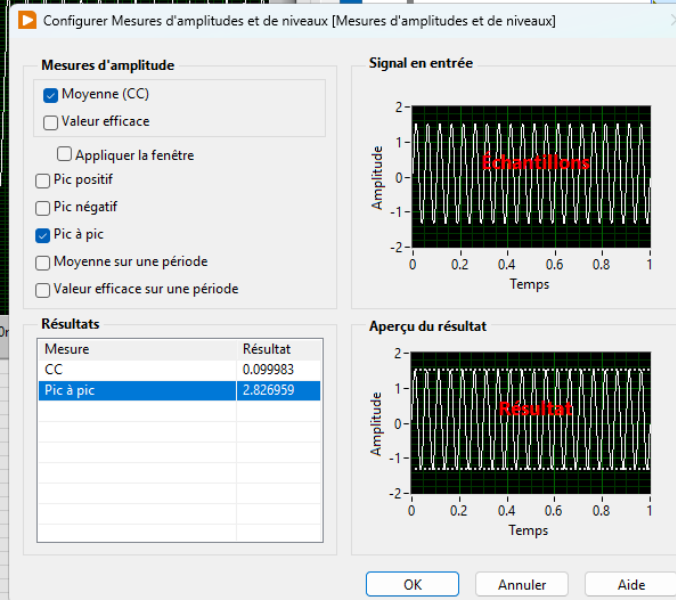 Configurer Mesures d'amplitudes et de niveaux [Mesures d'amplitudes et de niveaux]
Mesures d'amplitude
Moyenne (CC)
Valeur efficace
Appliquer la fenêtre
Pic positif
Pic négatif
Pic à pic
Moyenne sur une période
Valeur efficace sur une période
Résultats
Mesure Résultat
CC 0.099983
Pic à pic 2.826959
Signal en entrée
2
1
0
-1
-2
Amplitude
Échantillons
0 0.2 0.4 0.6 0.8 1
Temps
Aperçu du résultat
2
1
0
-1
-2
Amplitude
Résultat
0 0.2 0.4 0.6 0.8 1
Temps
OK Annuler Aide